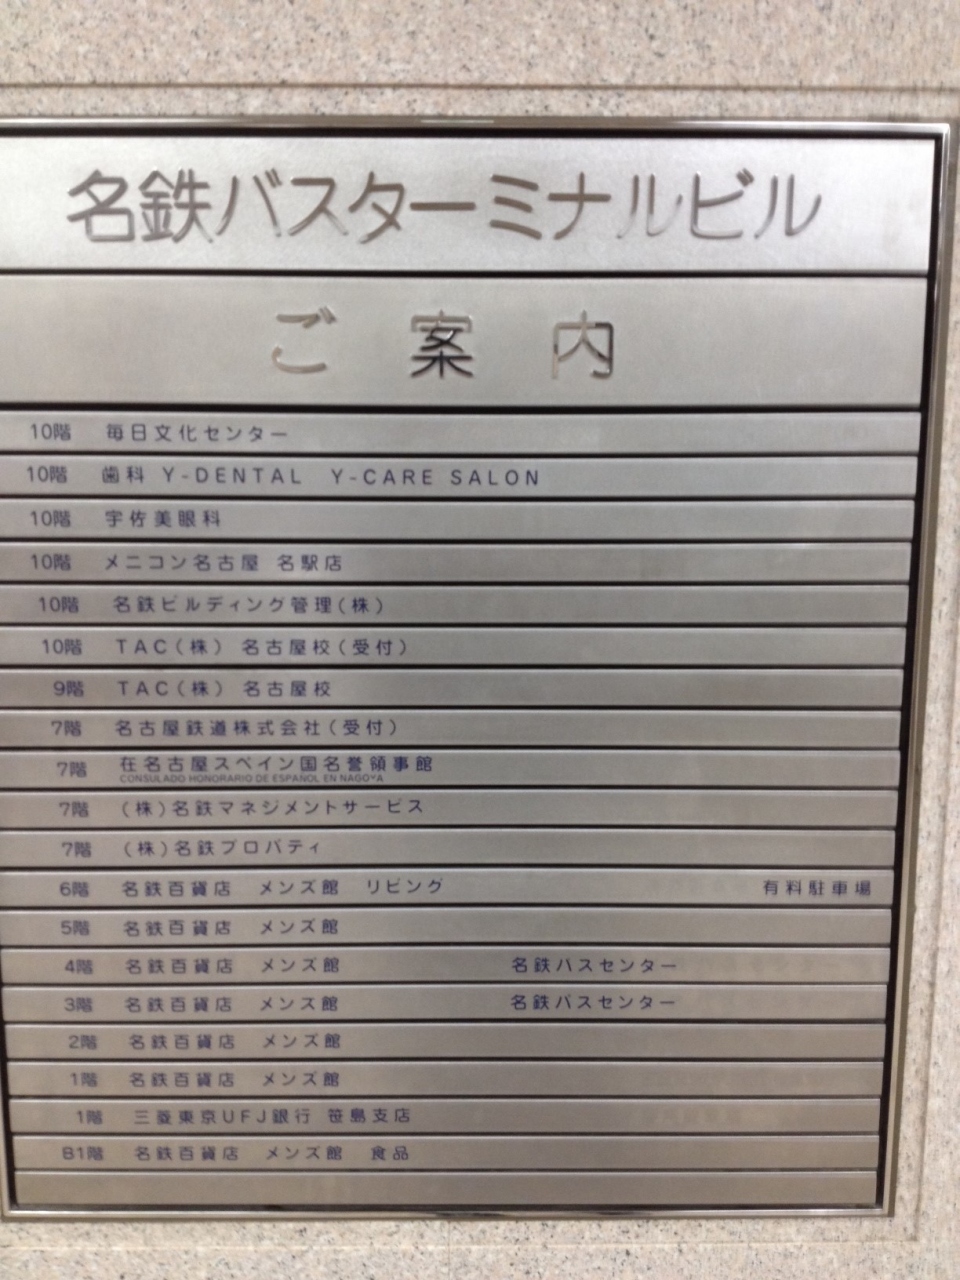 名鉄バスターミナルビル
ご案内
10階 毎日文化センター
10階 歯科 Y-DENTAL Y-CARE SALON
10階 宇佐美眼科
10階 メニコン名古屋 名駅店
10階 名鉄ビルディング管理(株)
10階 TAC(株) 名古屋校(受付)
9階 TAC(株) 名古屋校
7階 名古屋鉄道株式会社(受付)
7階 在名古屋スペイン国名誉領事館
CONSULADO HONORARIO DE ESPANOL EN NAGOYA
7階 (株)名鉄マネジメントサービス
7階 (株)名鉄プロパティ
6階 名鉄百貨店 メンズ館 リビング 有料駐車場
5階 名鉄百貨店 メンズ館
4階 名鉄百貨店 メンズ館 名鉄バスセンター
3階 名鉄百貨店 メンズ館 名鉄バスセンター
2階 名鉄百貨店 メンズ館
1階 名鉄百貨店 メンズ館
1階 三菱東京UFJ銀行 笹島支店
B1階 名鉄百貨店 メンズ館 食品